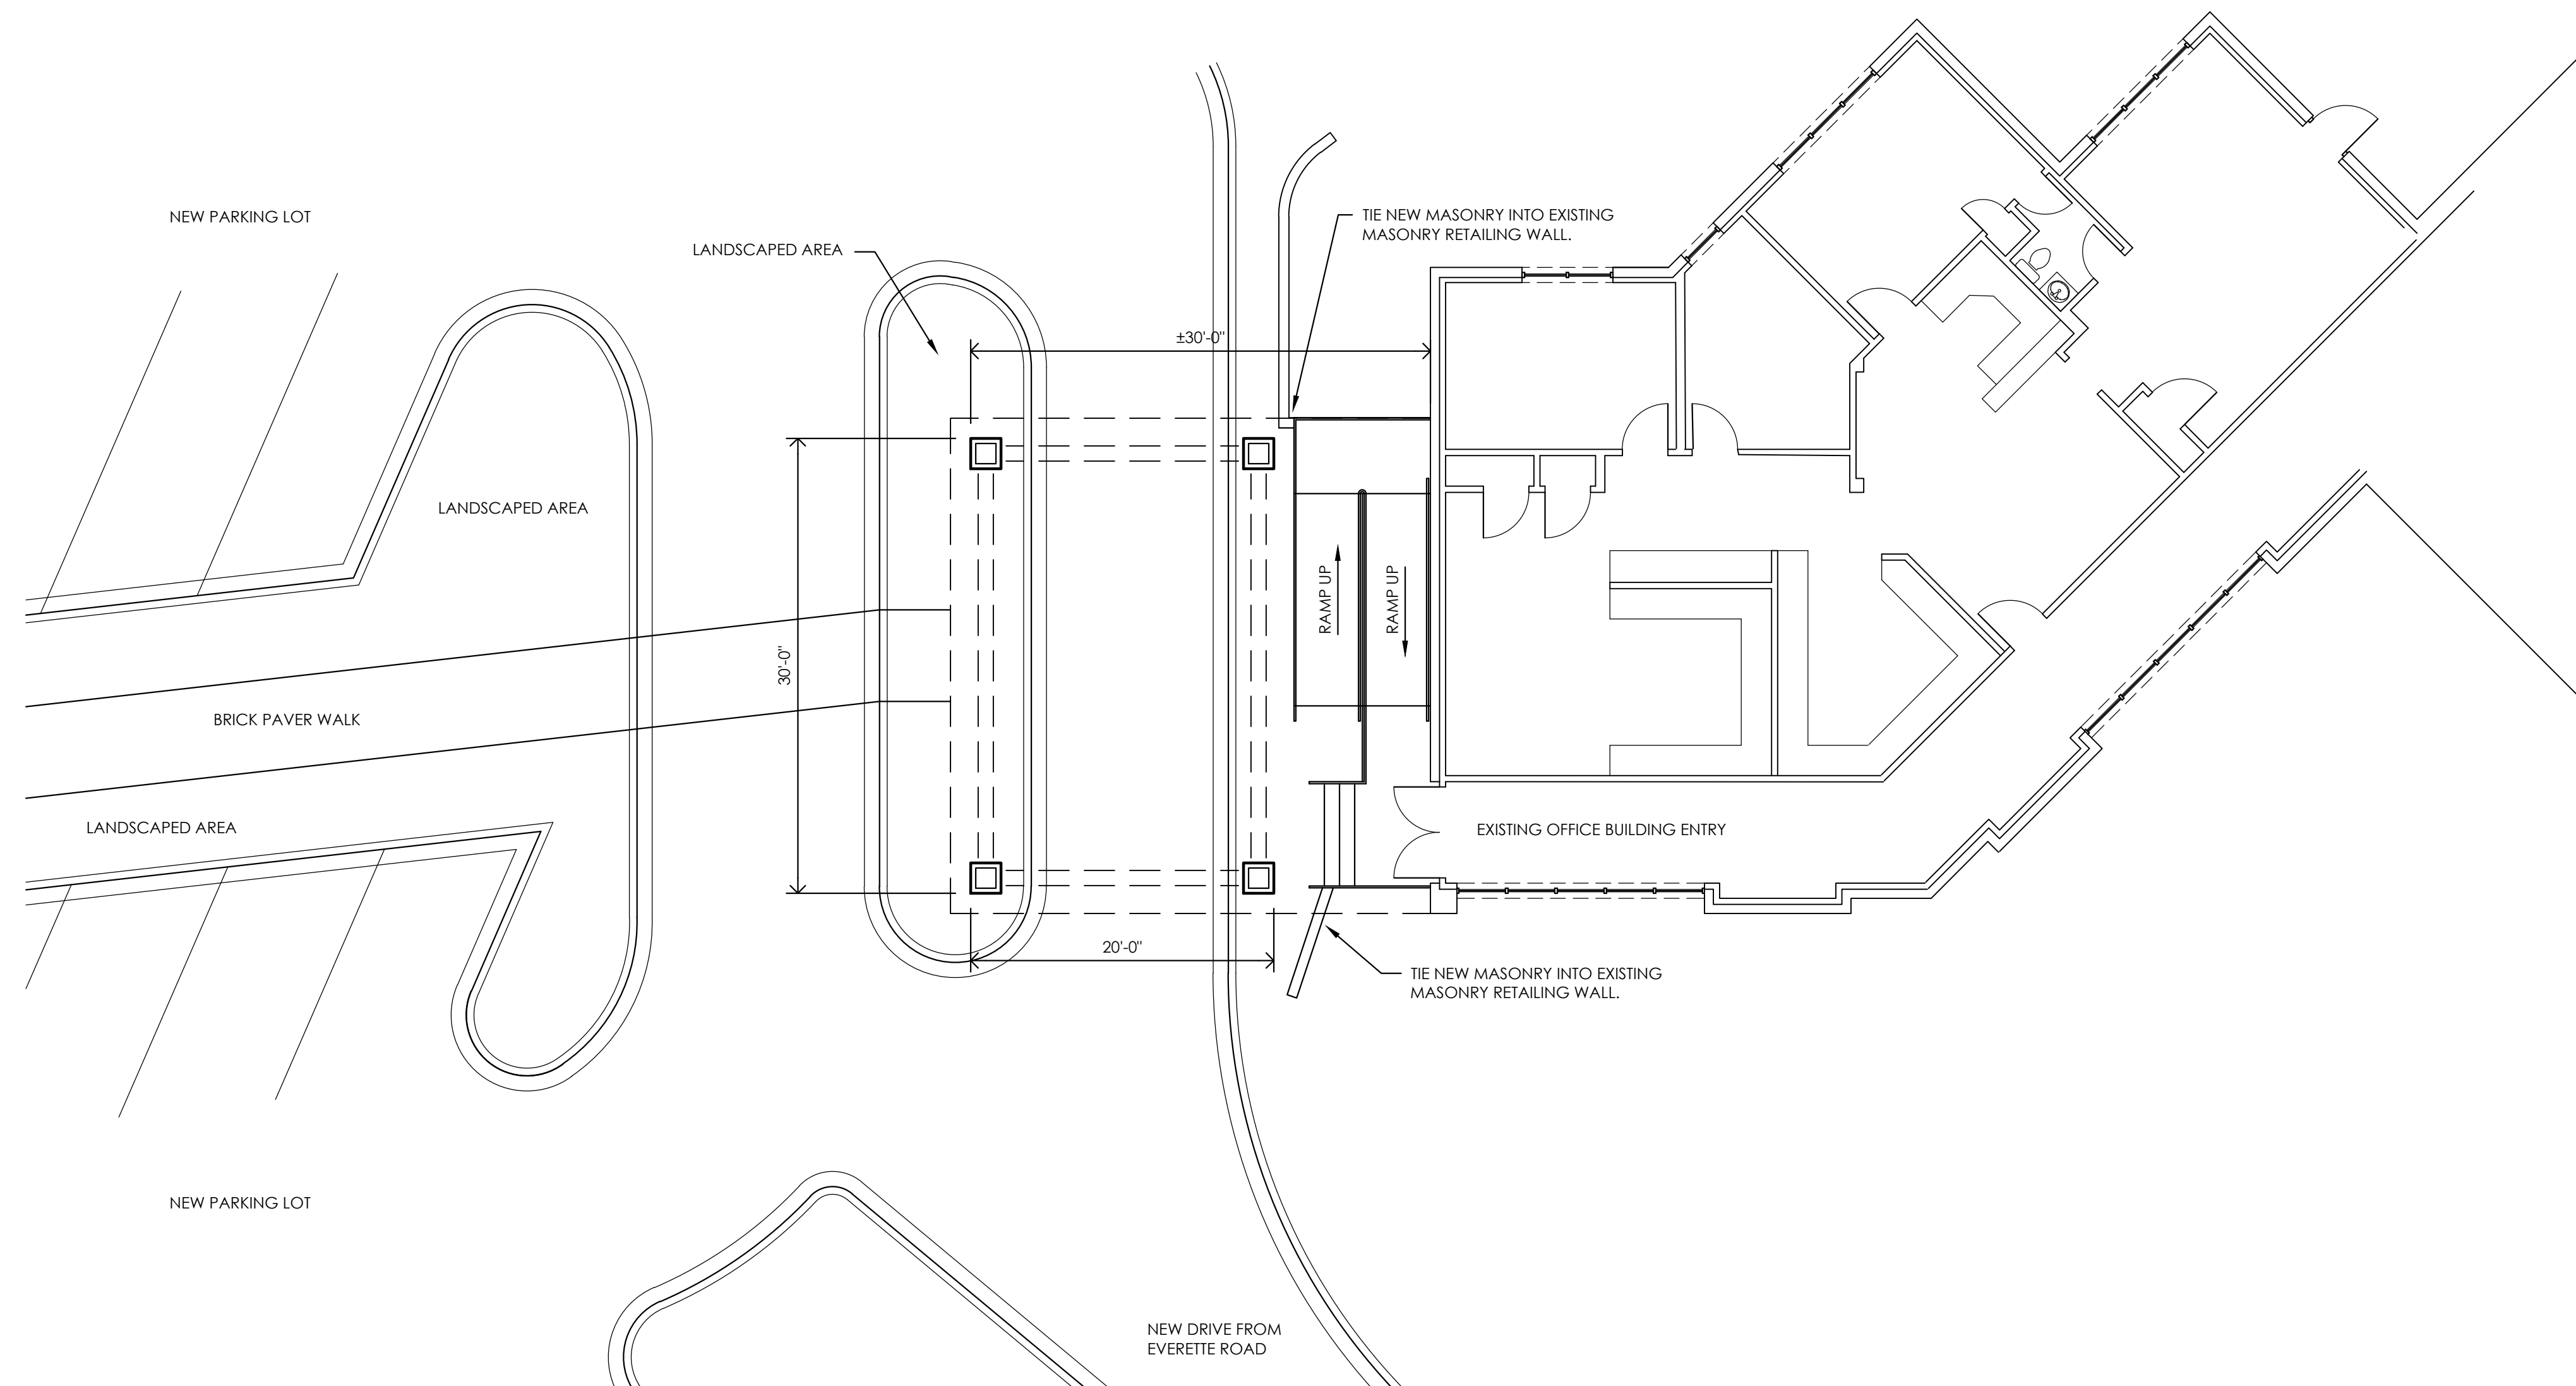 NEW PARKING LOT
LANDSCAPED AREA
TIE NEW MASONRY INTO EXISTING
MASONRY RETAILING WALL.
±30'-0"
LANDSCAPED AREA
RAMP UP
RAMP UP
30'-0"
BRICK PAVER WALK
LANDSCAPED AREA
EXISTING OFFICE BUILDING ENTRY
20'-0"
TIE NEW MASONRY INTO EXISTING
MASONRY RETAILING WALL.
NEW PARKING LOT
NEW DRIVE FROM
EVERETTE ROAD